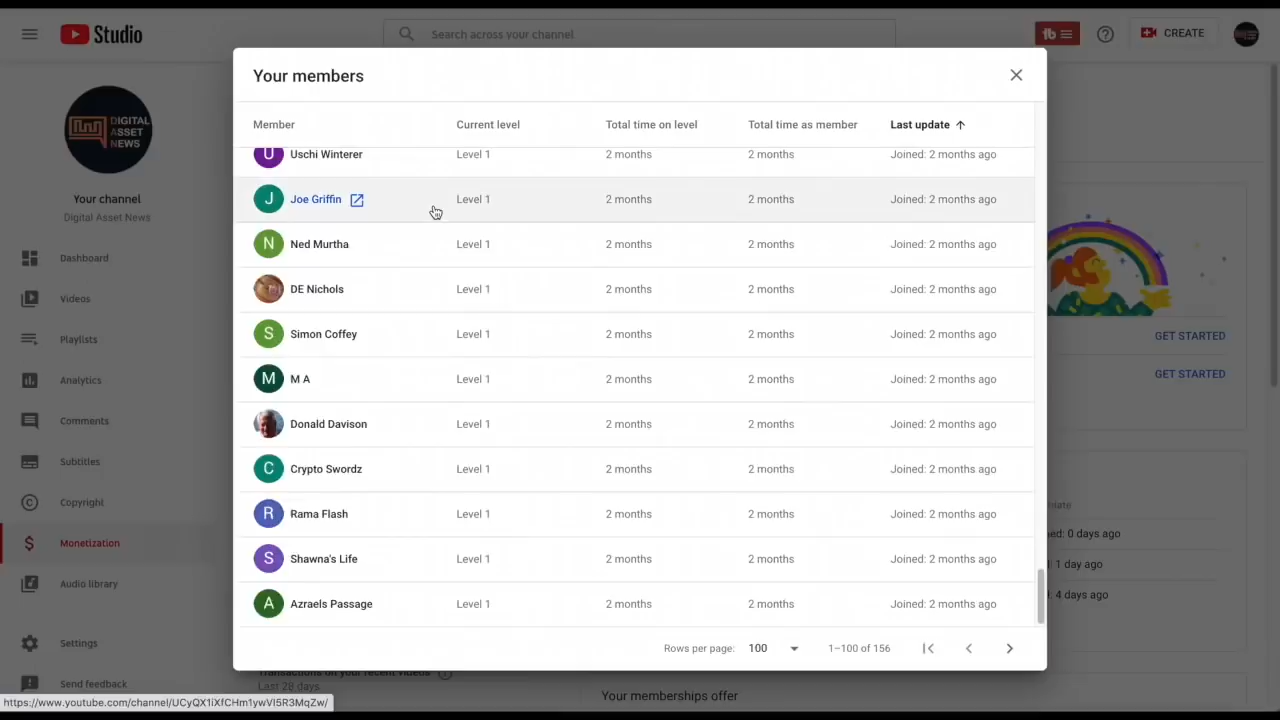 Studio
Search across your channel
CREATE
Your members
Member Current level Total time on level Total time as member Last update
U Uschi Winterer Level 1 2 months 2 months Joined: 2 months ago
J Joe Griffin Level 1 2 months 2 months Joined: 2 months ago
N Ned Murtha Level 1 2 months 2 months Joined: 2 months ago
DE Nichols Level 1 2 months 2 months Joined: 2 months ago
S Simon Coffey Level 1 2 months 2 months Joined: 2 months ago
M M A Level 1 2 months 2 months Joined: 2 months ago
Donald Davison Level 1 2 months 2 months Joined: 2 months ago
C Crypto Swordz Level 1 2 months 2 months Joined: 2 months ago
R Rama Flash Level 1 2 months 2 months Joined: 2 months ago
S Shawna's Life Level 1 2 months 2 months Joined: 2 months ago
A Azraels Passage Level 1 2 months 2 months Joined: 2 months ago
Rows per page: 100 1–100 of 156
DIGITAL
ASSET
NEWS
Your channel
Digital Asset News
Dashboard
Videos
Playlists
Analytics
Comments
Subtitles
Copyright
Monetization
Audio library
Settings
Send feedback
GET STARTED
GET STARTED
ed: 0 days ago
1 day ago
4 days ago
Transactions on your recent videos
Last 28 days
Your memberships offer
https://www.youtube.com/channel/UCyQX1iXfCHm1ywVI5R3MqZw/